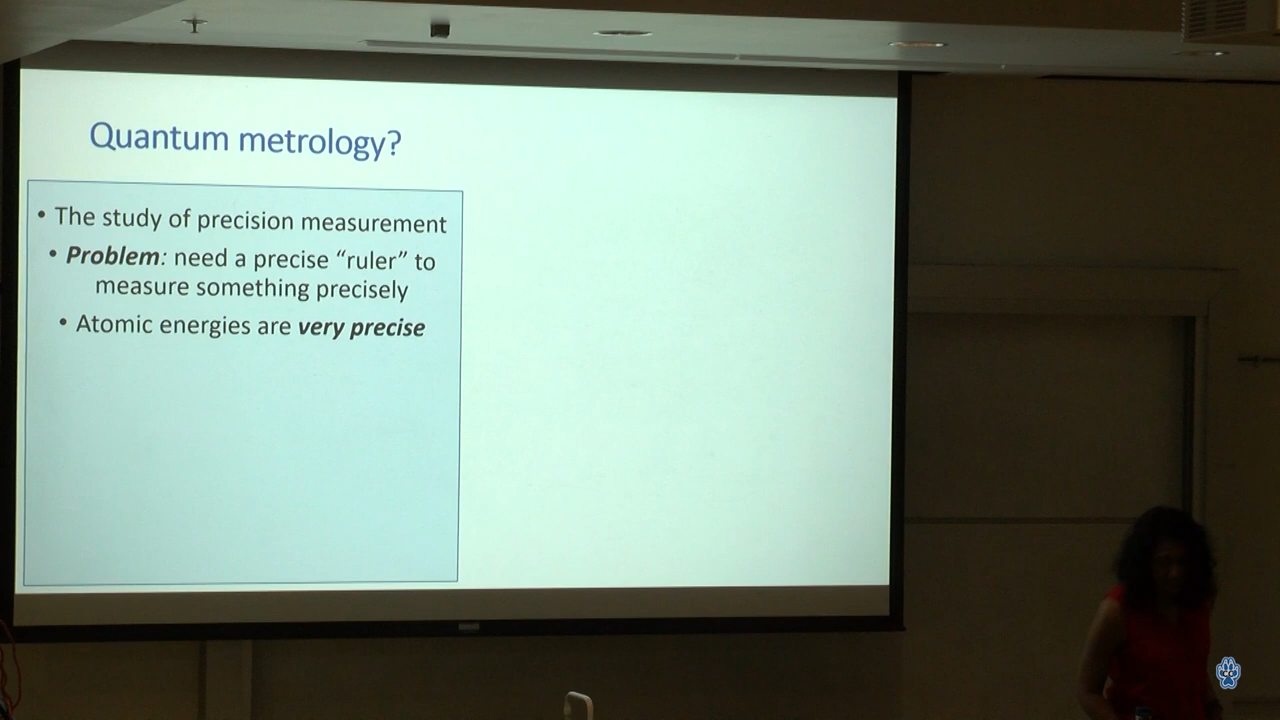 Quantum metrology?
• The study of precision measurement
• Problem: need a precise “ruler” to
measure something precisely
• Atomic energies are very precise